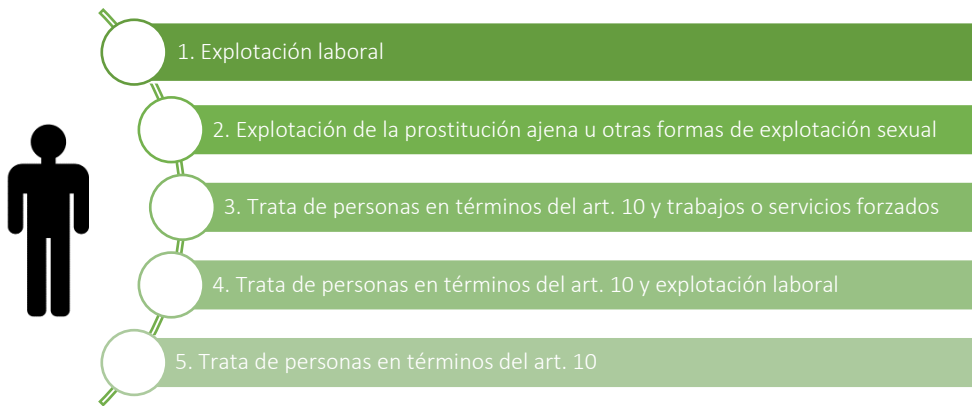 1. Explotación laboral
2. Explotación de la prostitución ajena u otras formas de explotación sexual
3. Trata de personas en términos del art. 10 y trabajos o servicios forzados
4. Trata de personas en términos del art. 10 y explotación laboral
5. Trata de personas en términos del art. 10